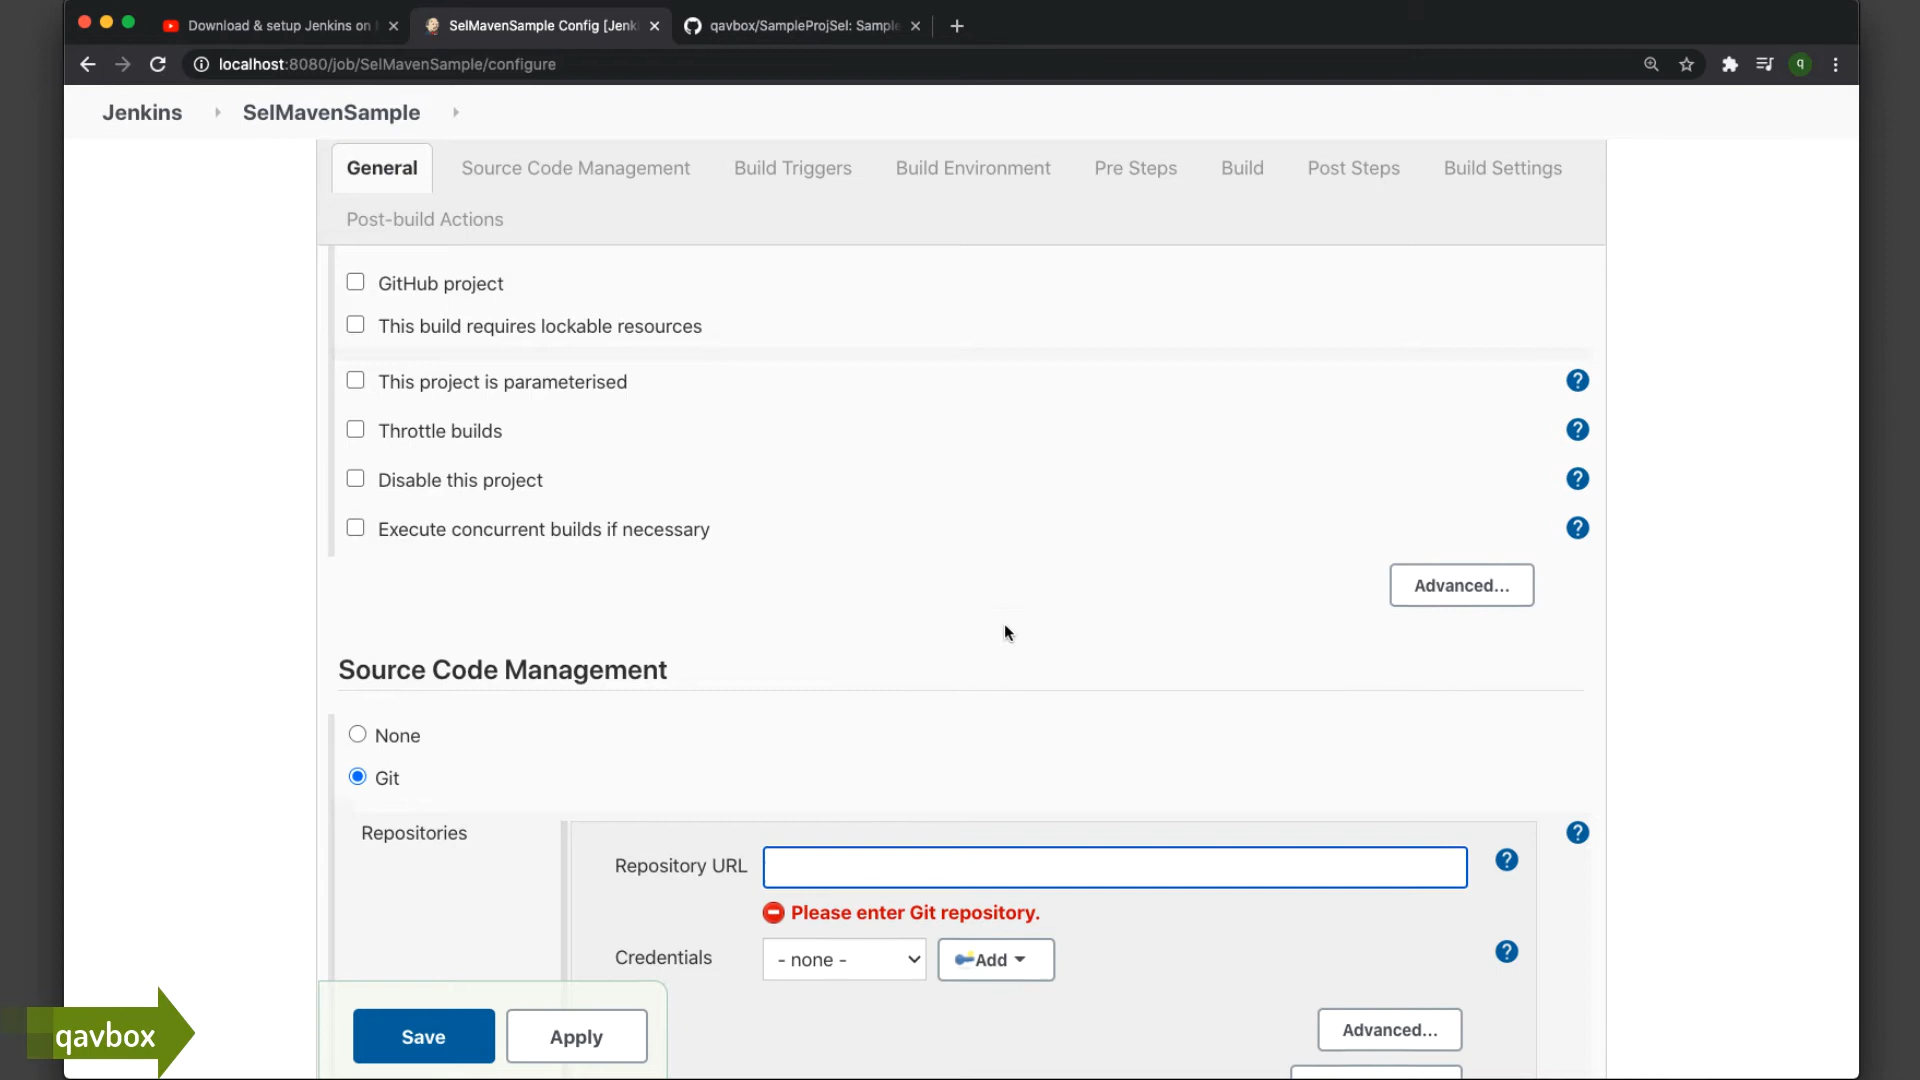 Download & setup Jenkins on
SelMavenSample Config [Jenk
qavbox/SampleProjSel: Sample
localhost:8080/job/SelMavenSample/configure
q
Jenkins
SelMavenSample
General
Source Code Management
Build Triggers
Build Environment
Pre Steps
Build
Post Steps
Build Settings
Post-build Actions
GitHub project
This build requires lockable resources
This project is parameterised
?
Throttle builds
?
Disable this project
?
Execute concurrent builds if necessary
?
Advanced...
Source Code Management
None
Git
Repositories
?
Repository URL
?
Please enter Git repository.
Credentials
- none -
Add
?
Advanced...
Save
Apply
qavbox